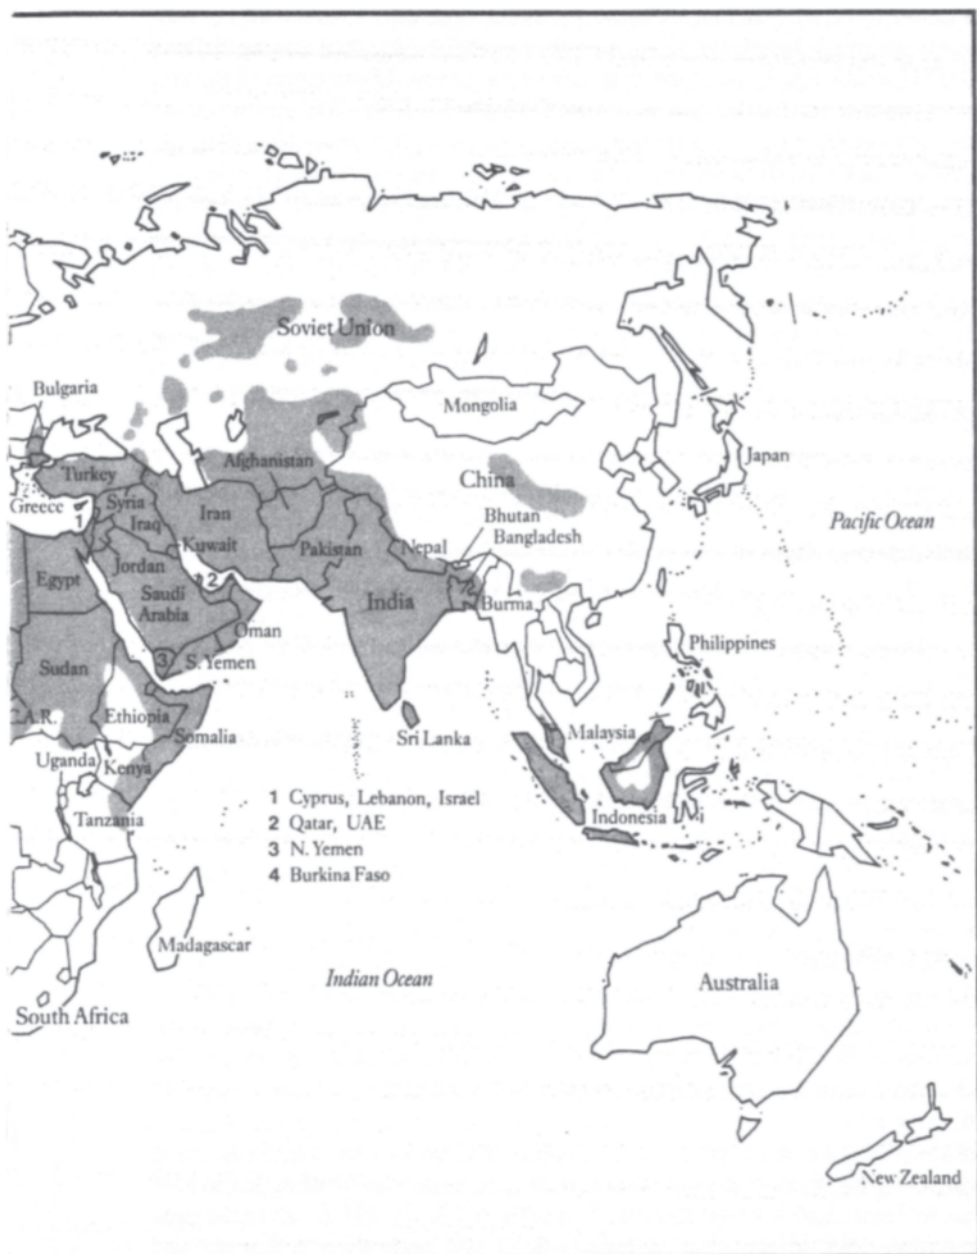 Soviet Union
Bulgaria
Mongolia
Turkey
Afghanistan
Japan
China
Greece
1
Syria
Iraq
Iran
Bhutan
Bangladesh
Pacific Ocean
Kuwait
Pakistan
Nepal
Jordan
Egypt
2
Saudi
Arabia
India
Burma
Oman
Philippines
3
S. Yemen
Sudan
C.A.R.
Ethiopia
Somalia
Sri Lanka
Malaysia
Uganda
Kenya
Tanzania
Indonesia
1 Cyprus, Lebanon, Israel
2 Qatar, UAE
3 N. Yemen
4 Burkina Faso
Madagascar
Indian Ocean
Australia
South Africa
New Zealand